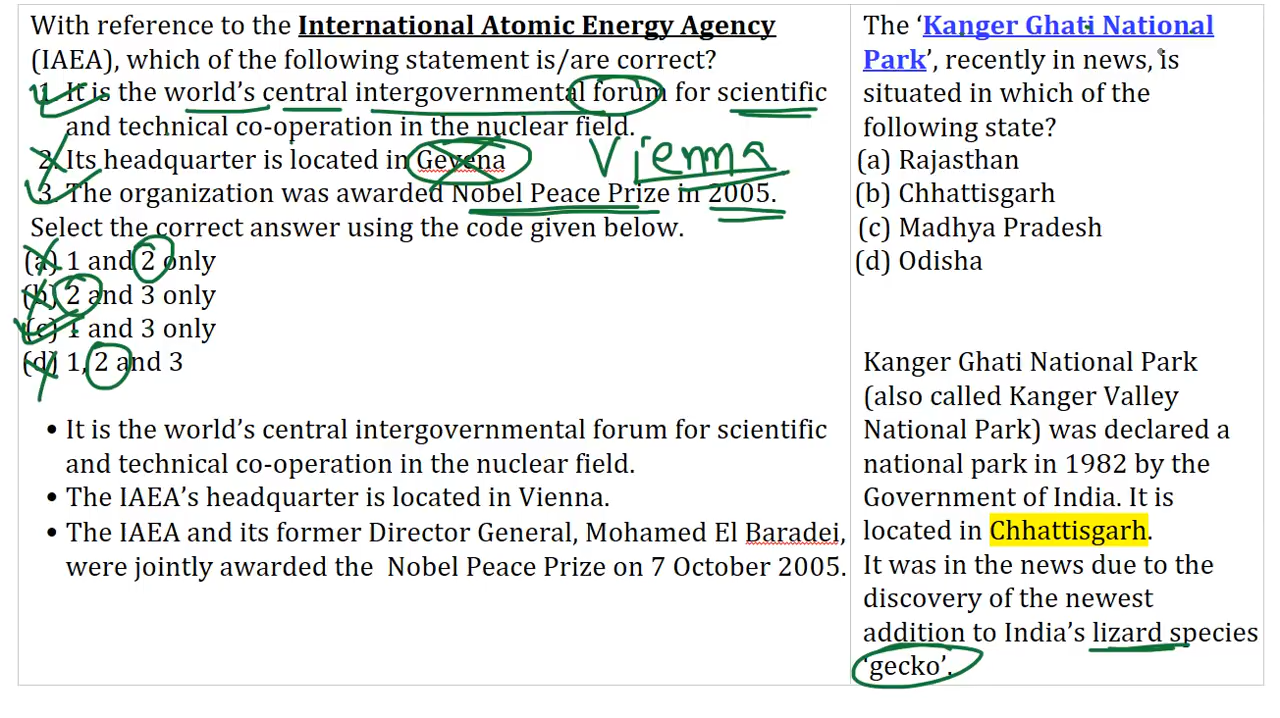 With reference to the International Atomic Energy Agency
(IAEA), which of the following statement is/are correct?
1. It is the world's central intergovernmental forum for scientific
and technical co-operation in the nuclear field.
2. Its headquarter is located in Gevena Vienna
3. The organization was awarded Nobel Peace Prize in 2005.
Select the correct answer using the code given below.
(a) 1 and 2 only
(b) 2 and 3 only
(c) 1 and 3 only
(d) 1, 2 and 3
• It is the world's central intergovernmental forum for scientific
and technical co-operation in the nuclear field.
• The IAEA's headquarter is located in Vienna.
• The IAEA and its former Director General, Mohamed El Baradei,
were jointly awarded the Nobel Peace Prize on 7 October 2005.
The 'Kanger Ghati National
Park', recently in news, is
situated in which of the
following state?
(a) Rajasthan
(b) Chhattisgarh
(c) Madhya Pradesh
(d) Odisha
Kanger Ghati National Park
(also called Kanger Valley
National Park) was declared a
national park in 1982 by the
Government of India. It is
located in Chhattisgarh.
It was in the news due to the
discovery of the newest
addition to India's lizard species
'gecko'.